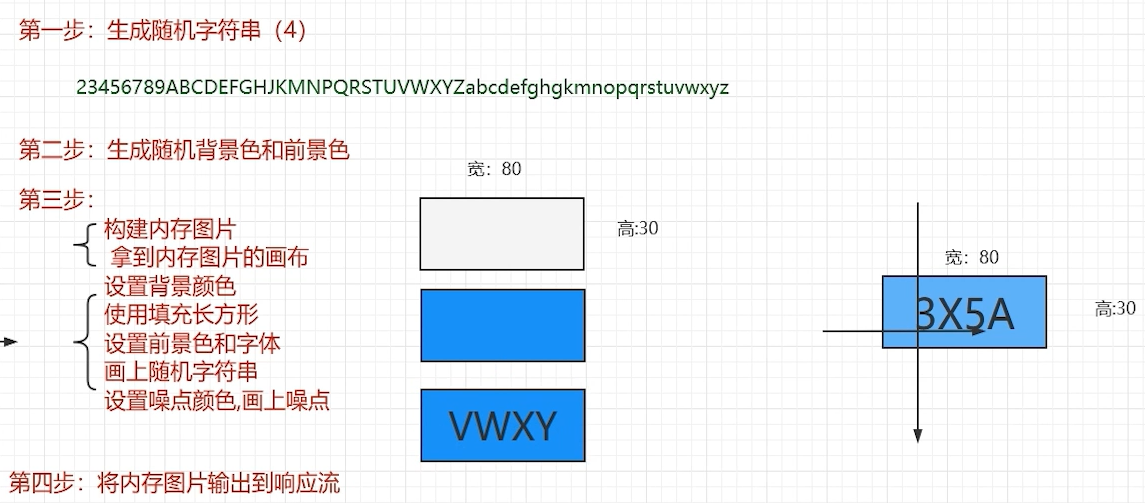 第一步：生成随机字符串（4）
23456789ABCDEFGHJKMNPQRSTUVWXYZabcdefghgkmnopqrstuvwxyz
第二步：生成随机背景色和前景色
第三步：
构建内存图片
拿到内存图片的画布
设置背景颜色
使用填充长方形
设置前景色和字体
画上随机字符串
设置噪点颜色,画上噪点
宽：80
高:30
VWXY
宽：80
3X5A
高:30
第四步：将内存图片输出到响应流